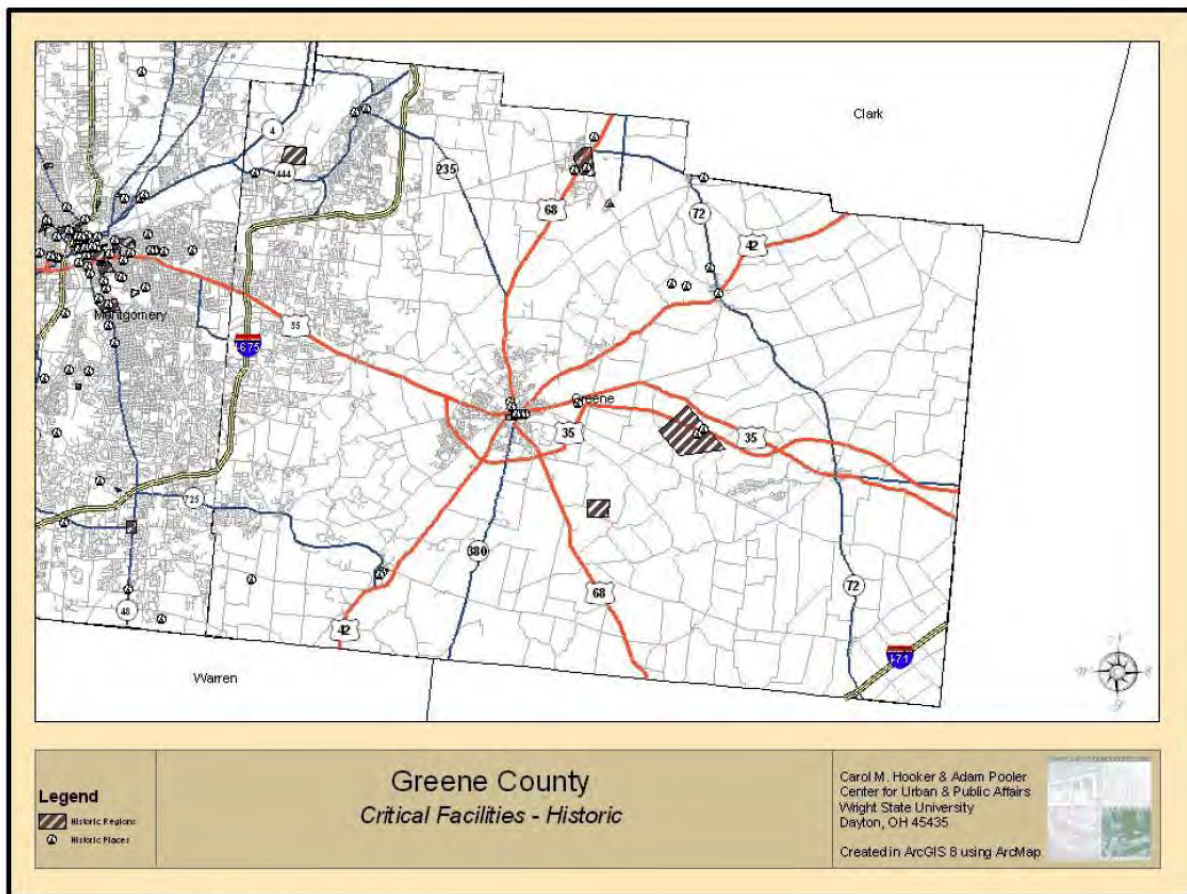 Clark
4
444
235
68
72
42
Montgomery
35
675
Greene
35
35
725
380
68
72
48
42
I-71
Warren
Legend
Historic Regions
Historic Places
Greene County
Critical Facilities - Historic
Carol M. Hooker & Adam Pooler
Center for Urban & Public Affairs
Wright State University
Dayton, OH 45435
Created in ArcGIS 8 using ArcMap